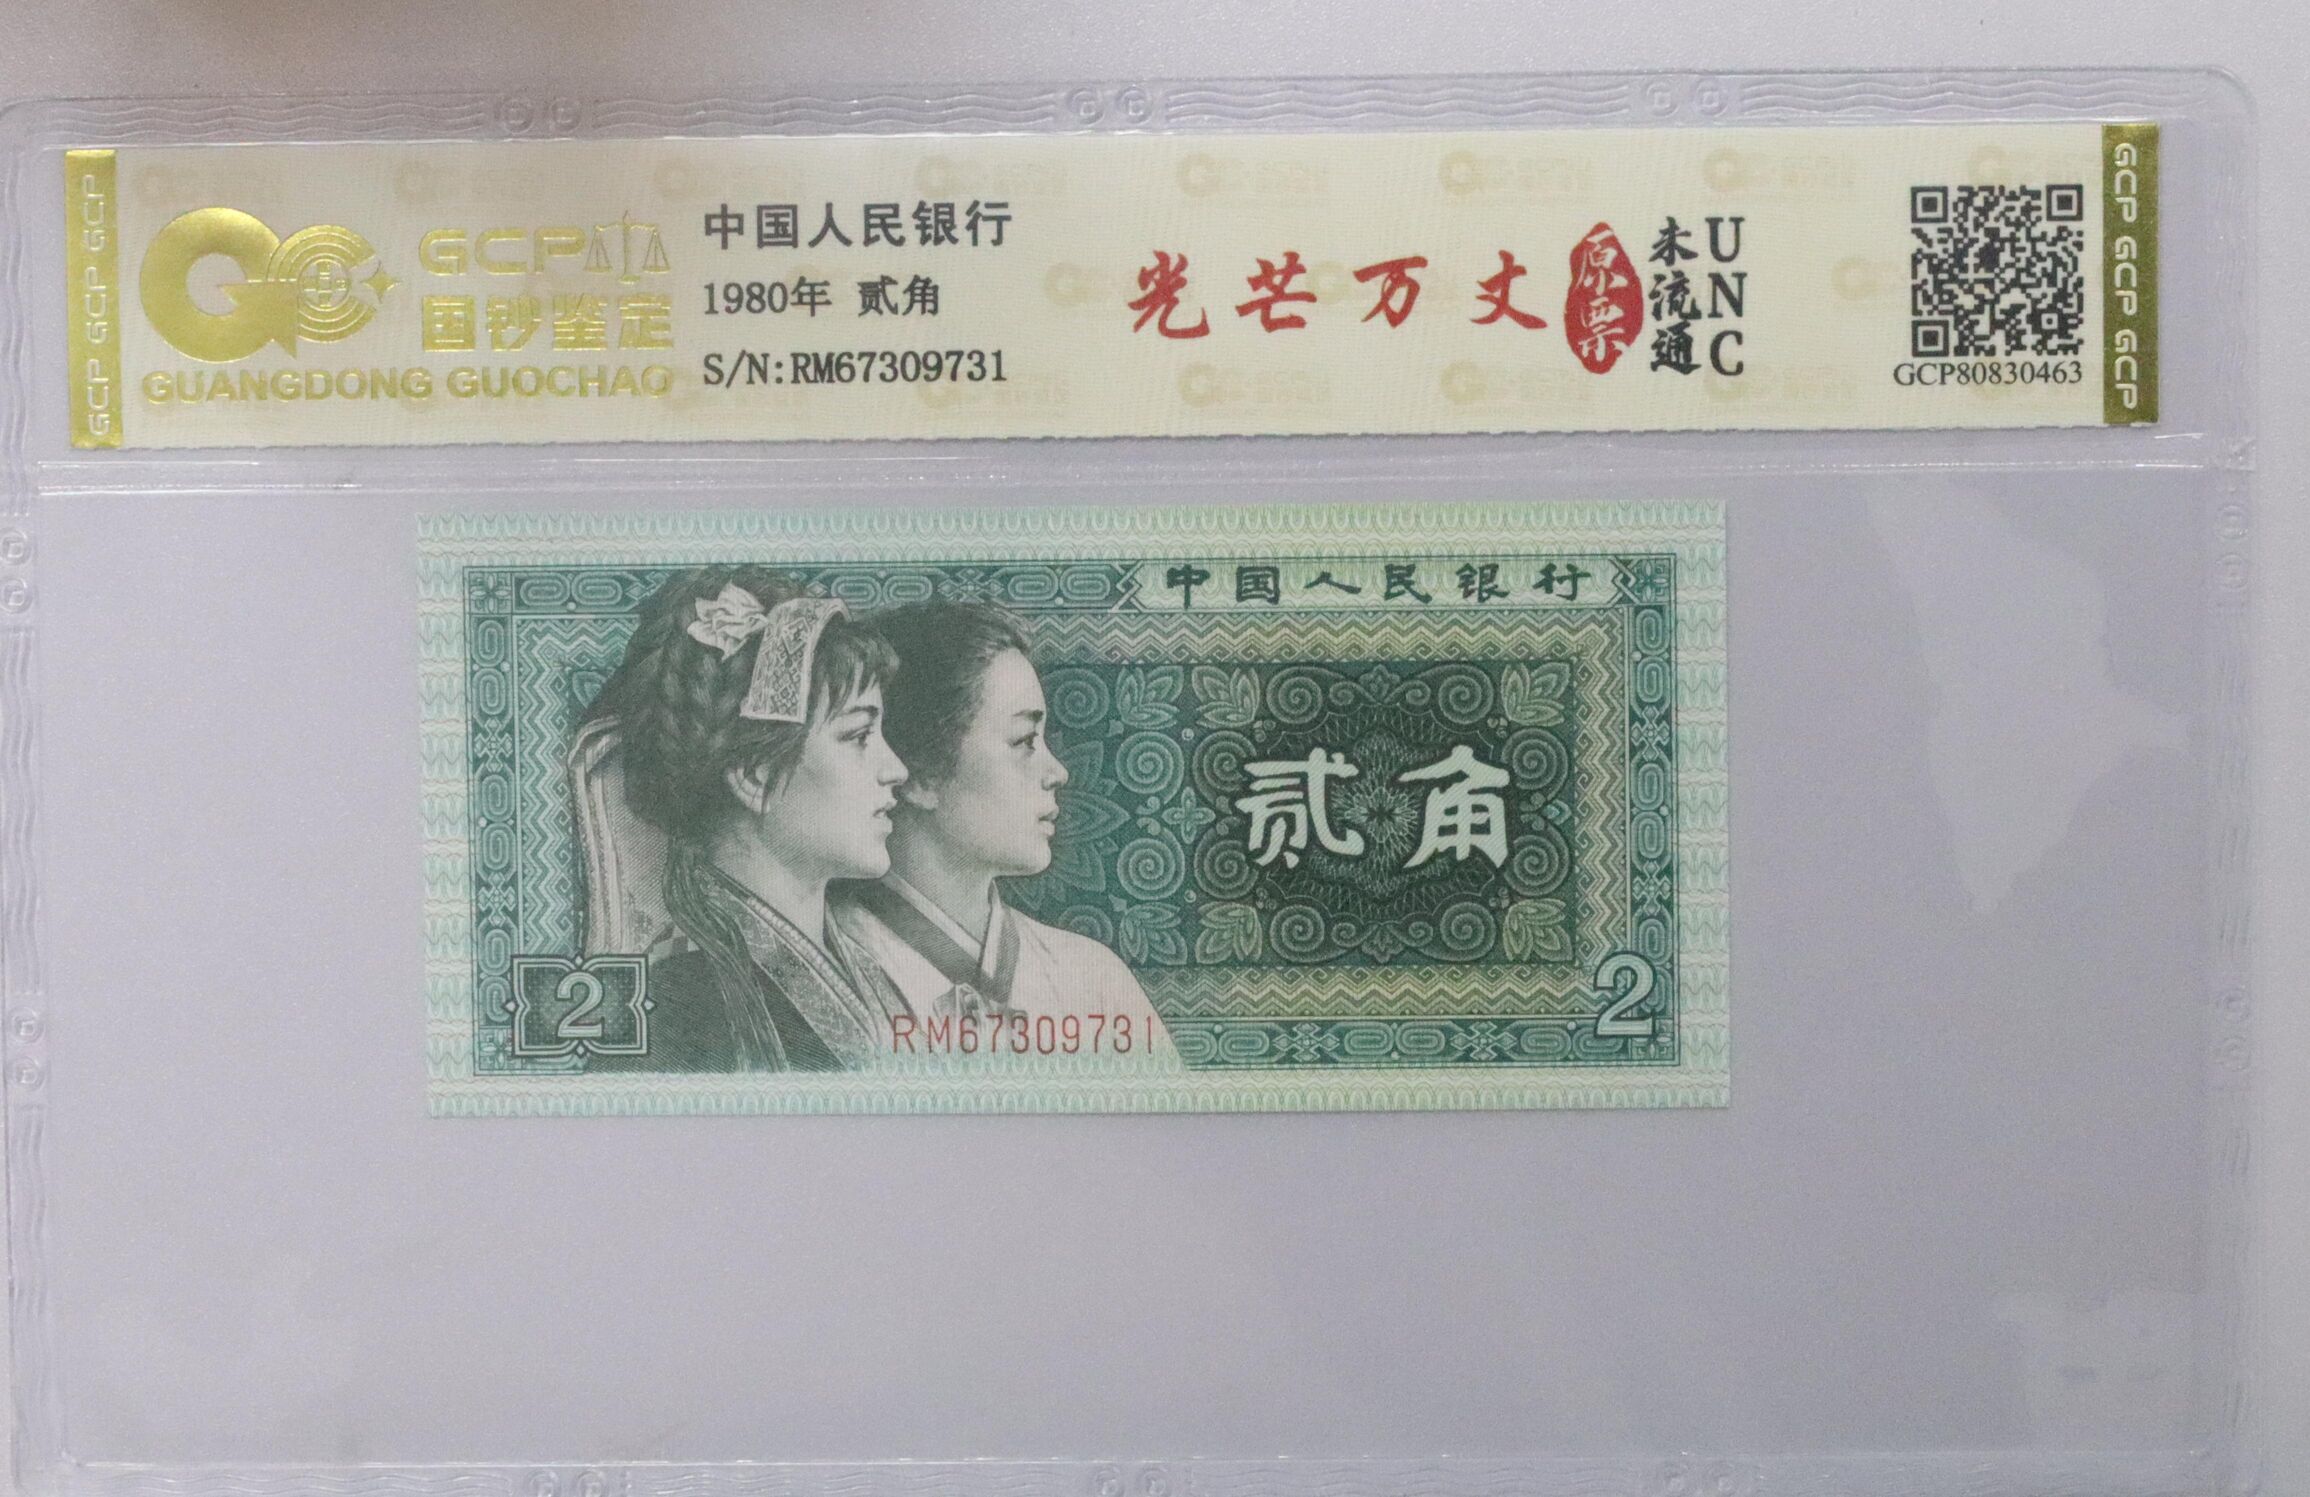 GCP GCP GCP
GCP
国钞鉴定
GUANGDONG GUOCHAO
中国人民银行
1980年 贰角
S/N:RM67309731
光芒万丈
原票
未流通
UNC
GCP80830463
GCP GCP GCP
中国人民银行
贰角
2
2
RM67309731